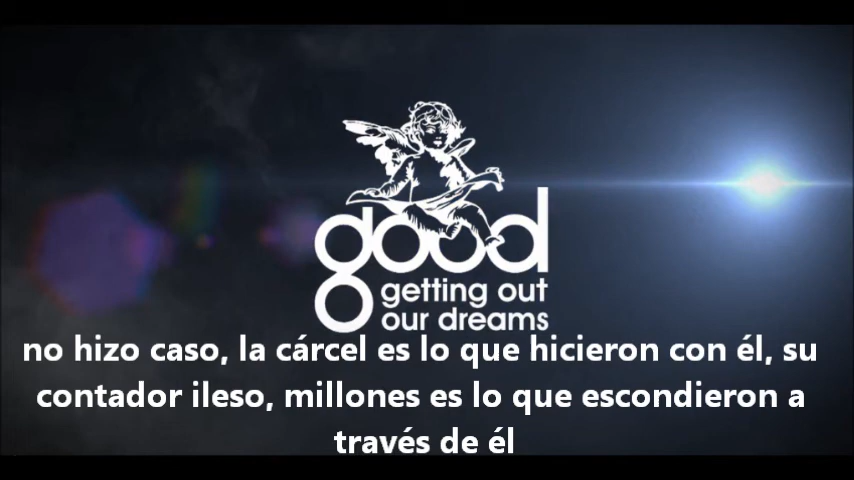 good
getting out
our dreams
no hizo caso, la cárcel es lo que hicieron con él, su
contador ileso, millones es lo que escondieron a
través de él